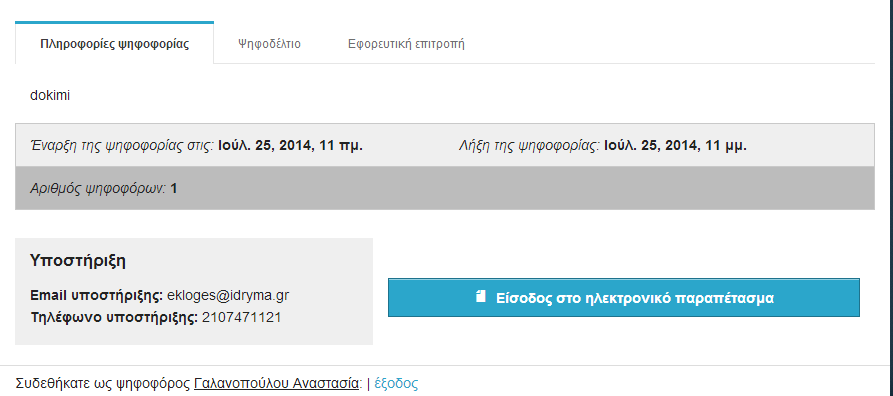 Πληροφορίες ψηφοφορίας Ψηφοδέλτιο Εφορευτική επιτροπή
dokimi
Έναρξη της ψηφοφορίας στις: Ιούλ. 25, 2014, 11 πμ. Λήξη της ψηφοφορίας: Ιούλ. 25, 2014, 11 μμ.
Αριθμός ψηφοφόρων: 1
Υποστήριξη
Email υποστήριξης: ekloges@idryma.gr
Τηλέφωνο υποστήριξης: 2107471121
Είσοδος στο ηλεκτρονικό παραπέτασμα
Συδεθήκατε ως ψηφοφόρος Γαλανοπούλου Αναστασία: | έξοδος